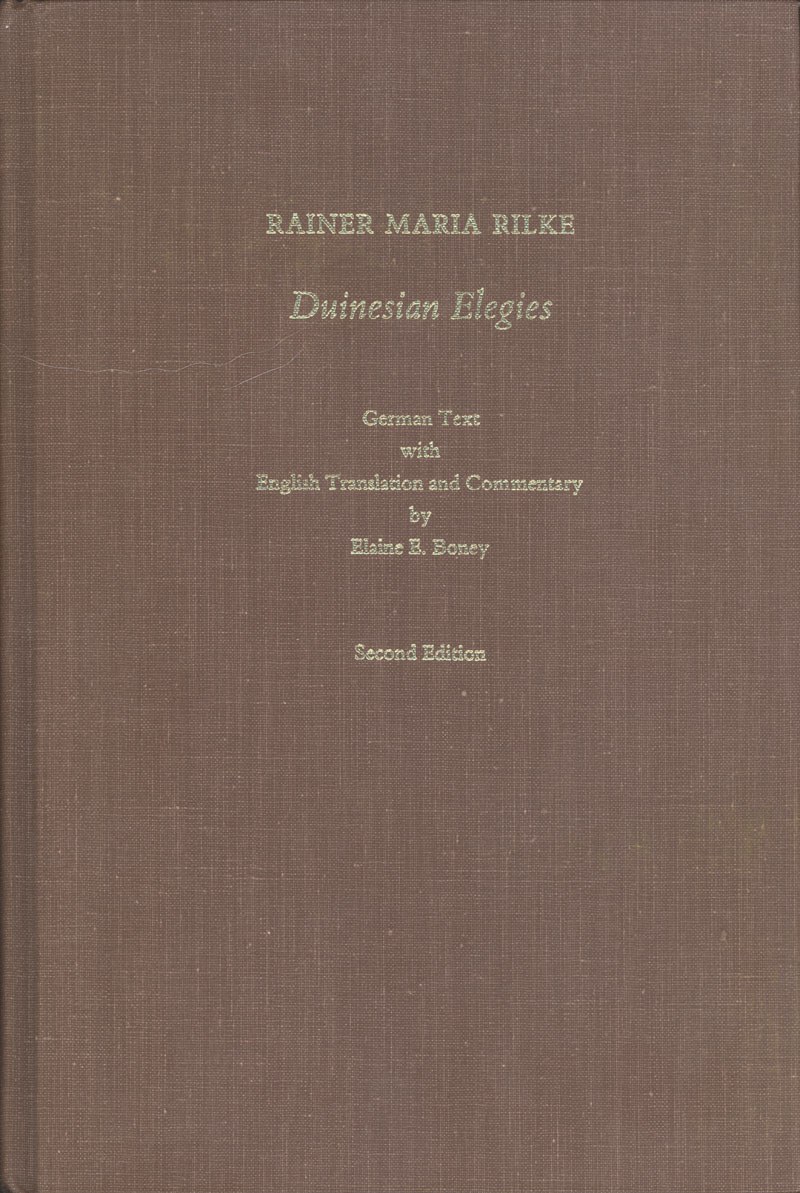 RAINER MARIA RILKE
Duinesian Elegies
German Text
with
English Translation and Commentary
by
Elaine E. Boney
Second Edition